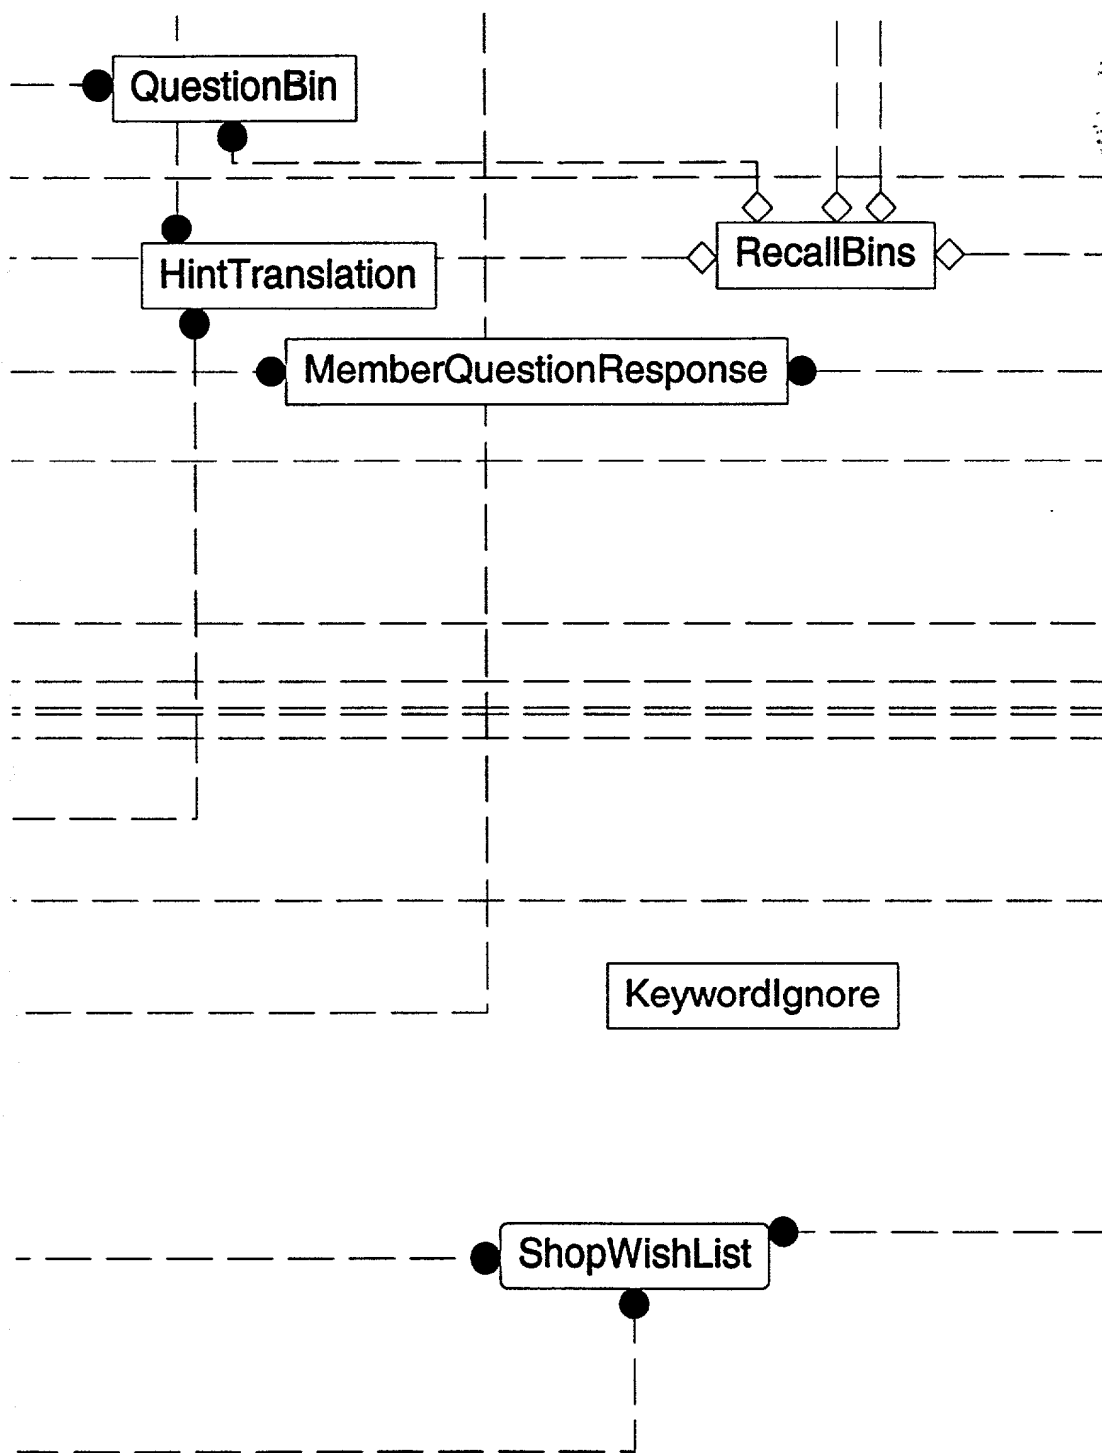 QuestionBin
RecallBins
HintTranslation
MemberQuestionResponse
KeywordIgnore
ShopWishList